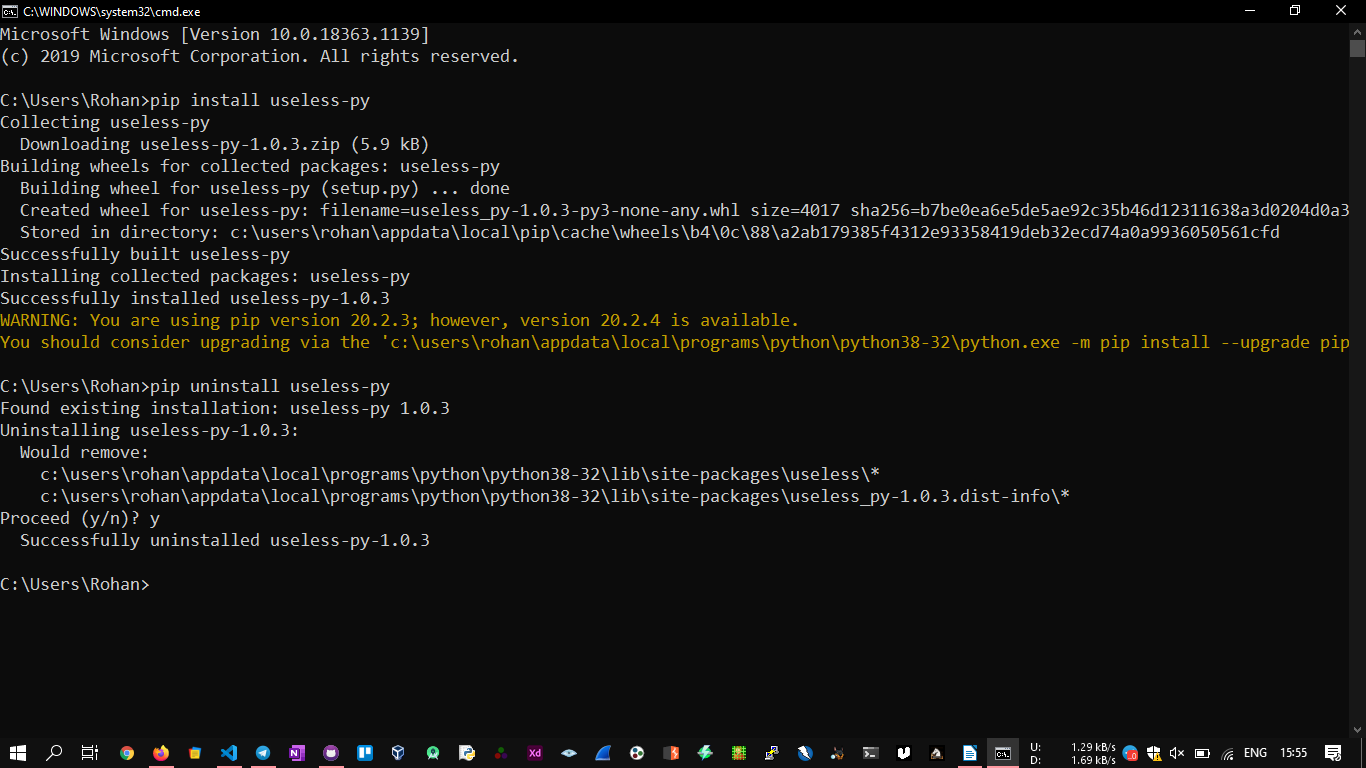 C:\WINDOWS\system32\cmd.exe
Microsoft Windows [Version 10.0.18363.1139]
(c) 2019 Microsoft Corporation. All rights reserved.
C:\Users\Rohan>pip install useless-py
Collecting useless-py
Downloading useless-py-1.0.3.zip (5.9 kB)
Building wheels for collected packages: useless-py
Building wheel for useless-py (setup.py) ... done
Created wheel for useless-py: filename=useless_py-1.0.3-py3-none-any.whl size=4017 sha256=b7be0ea6e5de5ae92c35b46d12311638a3d0204d0a3
Stored in directory: c:\users\rohan\appdata\local\pip\cache\wheels\b4\0c\88\a2ab179385f4312e93358419deb32ecd74a0a9936050561cfd
Successfully built useless-py
Installing collected packages: useless-py
Successfully installed useless-py-1.0.3
WARNING: You are using pip version 20.2.3; however, version 20.2.4 is available.
You should consider upgrading via the 'c:\users\rohan\appdata\local\programs\python\python38-32\python.exe -m pip install --upgrade pip
C:\Users\Rohan>pip uninstall useless-py
Found existing installation: useless-py 1.0.3
Uninstalling useless-py-1.0.3:
Would remove:
c:\users\rohan\appdata\local\programs\python\python38-32\lib\site-packages\useless\*
c:\users\rohan\appdata\local\programs\python\python38-32\lib\site-packages\useless_py-1.0.3.dist-info\*
Proceed (y/n)? y
Successfully uninstalled useless-py-1.0.3
C:\Users\Rohan>
Xd
U: 1.29 kB/s
D: 1.69 kB/s
ENG
15:55